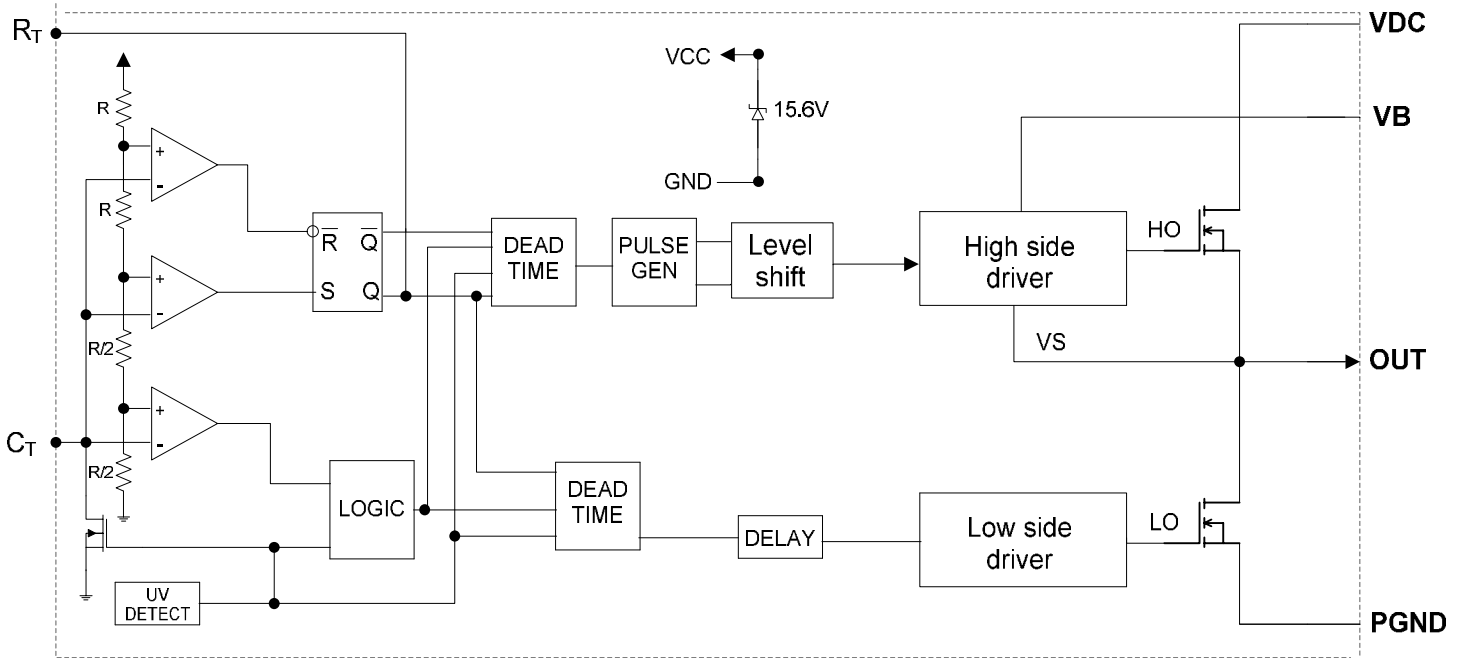 RT
VDC
VCC
15.6V
R
VB
GND
R
HO
R̅ Q̅
DEAD
TIME
PULSE
GEN
Level
shift
High side
driver
S Q
R/2
VS
OUT
CT
R/2
LOGIC
DEAD
TIME
DELAY
Low side
driver
LO
UV
DETECT
PGND
+
-
+
-
+
-